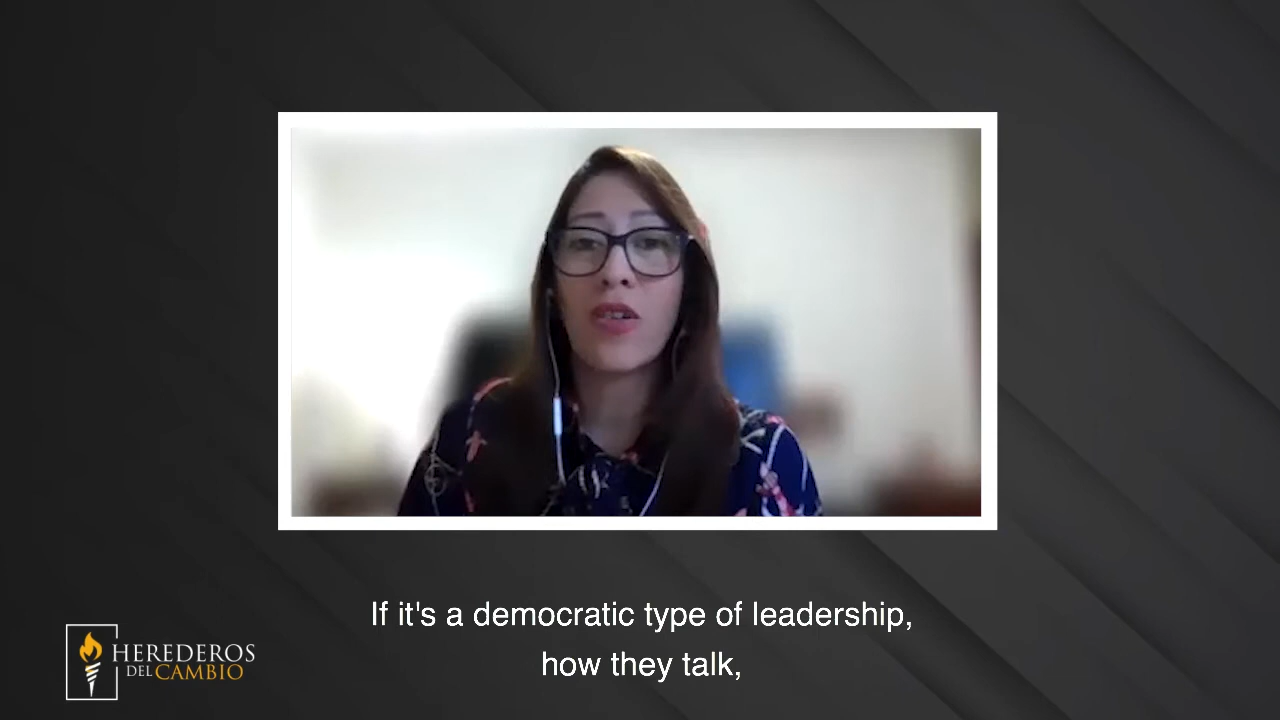 If it's a democratic type of leadership,
how they talk,
HEREDEROS
DEL CAMBIO